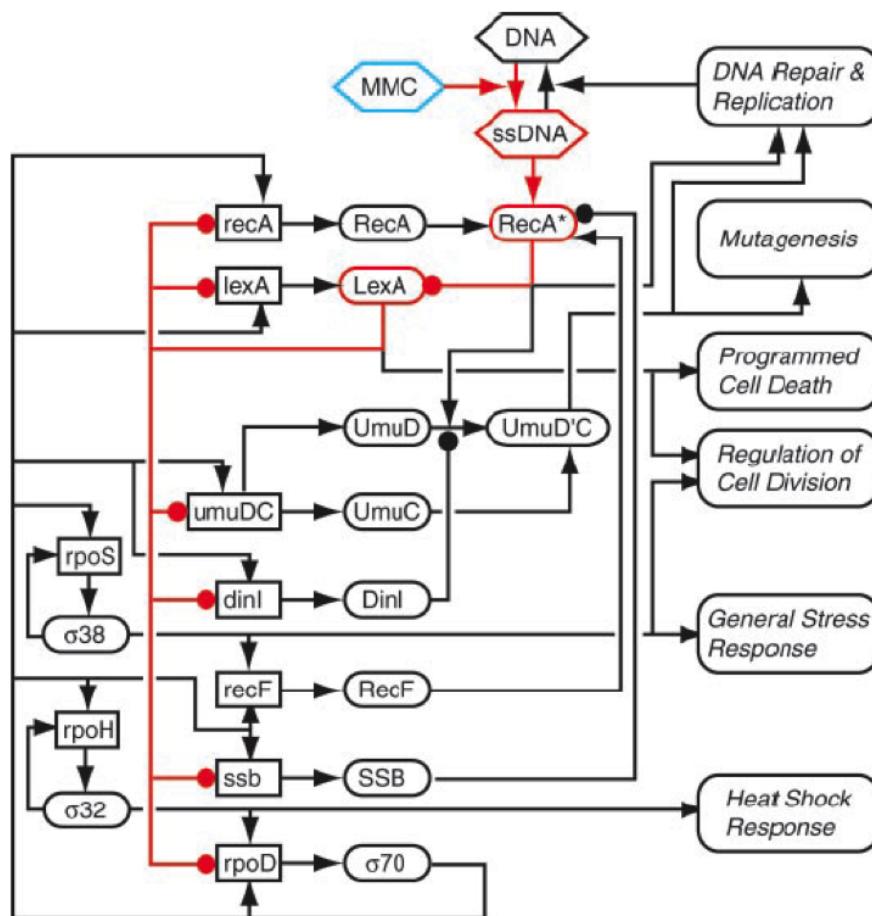 DNA
MMC
DNA Repair &
Replication
ssDNA
recA
RecA
RecA*
Mutagenesis
lexA
LexA
Programmed
Cell Death
UmuD
UmuD'C
Regulation of
Cell Division
umuDC
UmuC
rpoS
dinI
DinI
σ38
General Stress
Response
recF
RecF
rpoH
ssb
SSB
σ32
Heat Shock
Response
rpoD
σ70